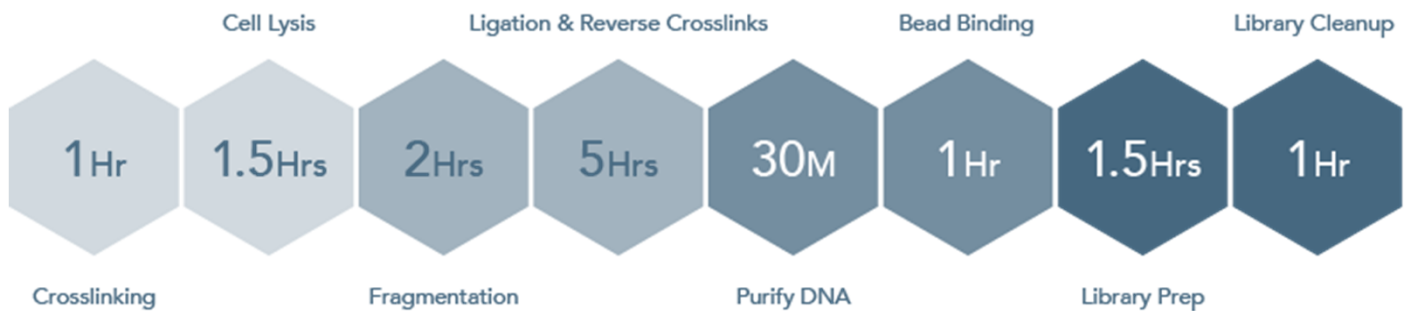 Cell Lysis
Ligation & Reverse Crosslinks
Bead Binding
Library Cleanup
1Hr
1.5Hrs
2Hrs
5Hrs
30M
1Hr
1.5Hrs
1Hr
Crosslinking
Fragmentation
Purify DNA
Library Prep